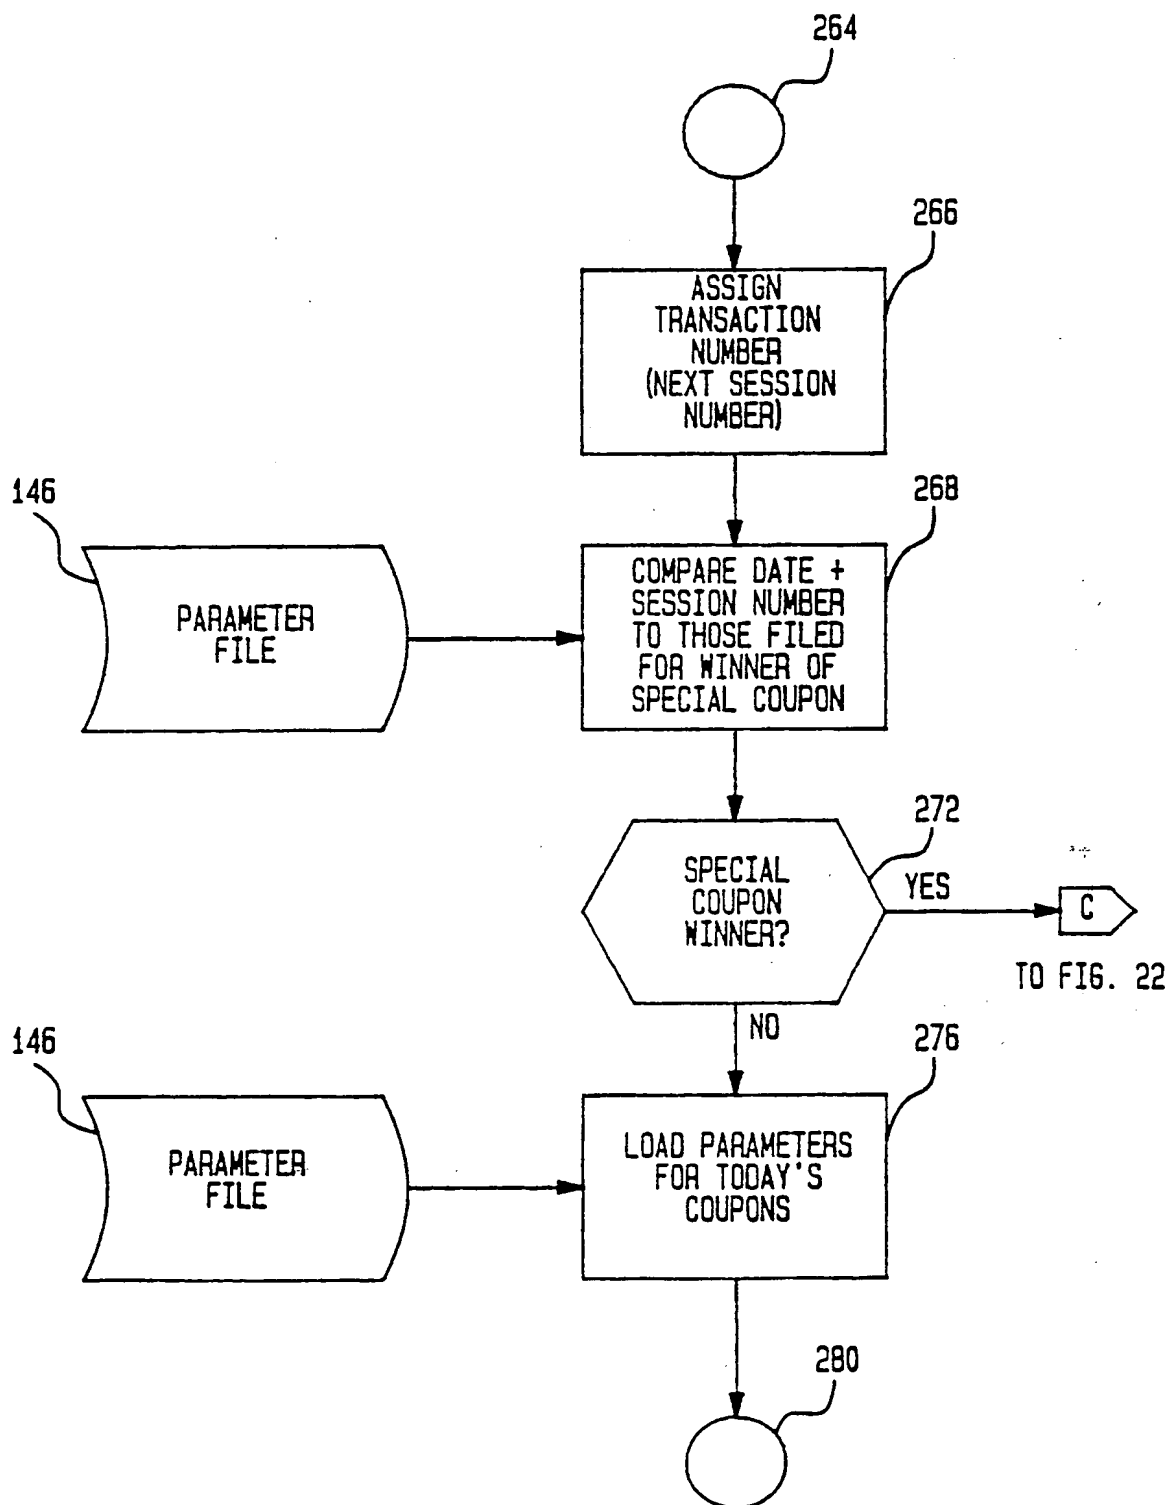 264
266
ASSIGN
TRANSACTION
NUMBER
(NEXT SESSION
NUMBER)
146
268
PARAMETER
FILE
COMPARE DATE +
SESSION NUMBER
TO THOSE FILED
FOR WINNER OF
SPECIAL COUPON
272
SPECIAL
COUPON
WINNER?
YES
C
TO FIG. 22
NO
146
276
PARAMETER
FILE
LOAD PARAMETERS
FOR TODAY'S
COUPONS
280